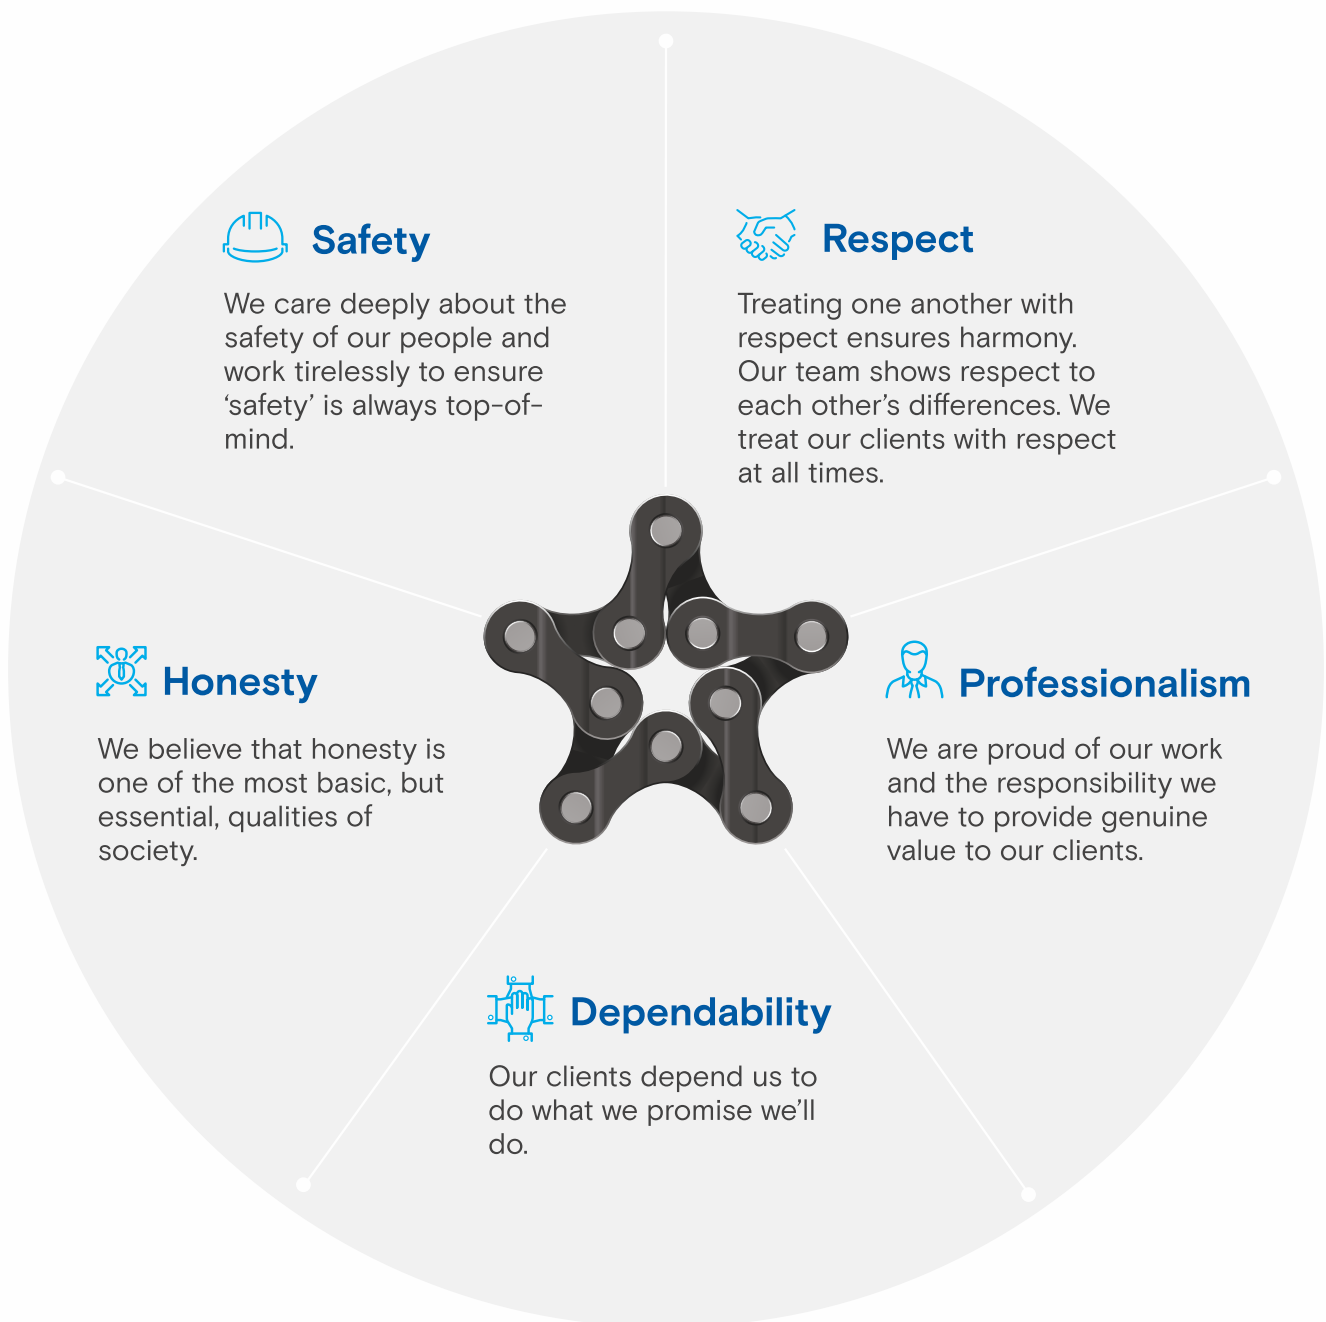 Safety
We care deeply about the
safety of our people and
work tirelessly to ensure
‘safety’ is always top-of-
mind.
Respect
Treating one another with
respect ensures harmony.
Our team shows respect to
each other’s differences. We
treat our clients with respect
at all times.
Honesty
We believe that honesty is
one of the most basic, but
essential, qualities of
society.
Professionalism
We are proud of our work
and the responsibility we
have to provide genuine
value to our clients.
Dependability
Our clients depend us to
do what we promise we’ll
do.